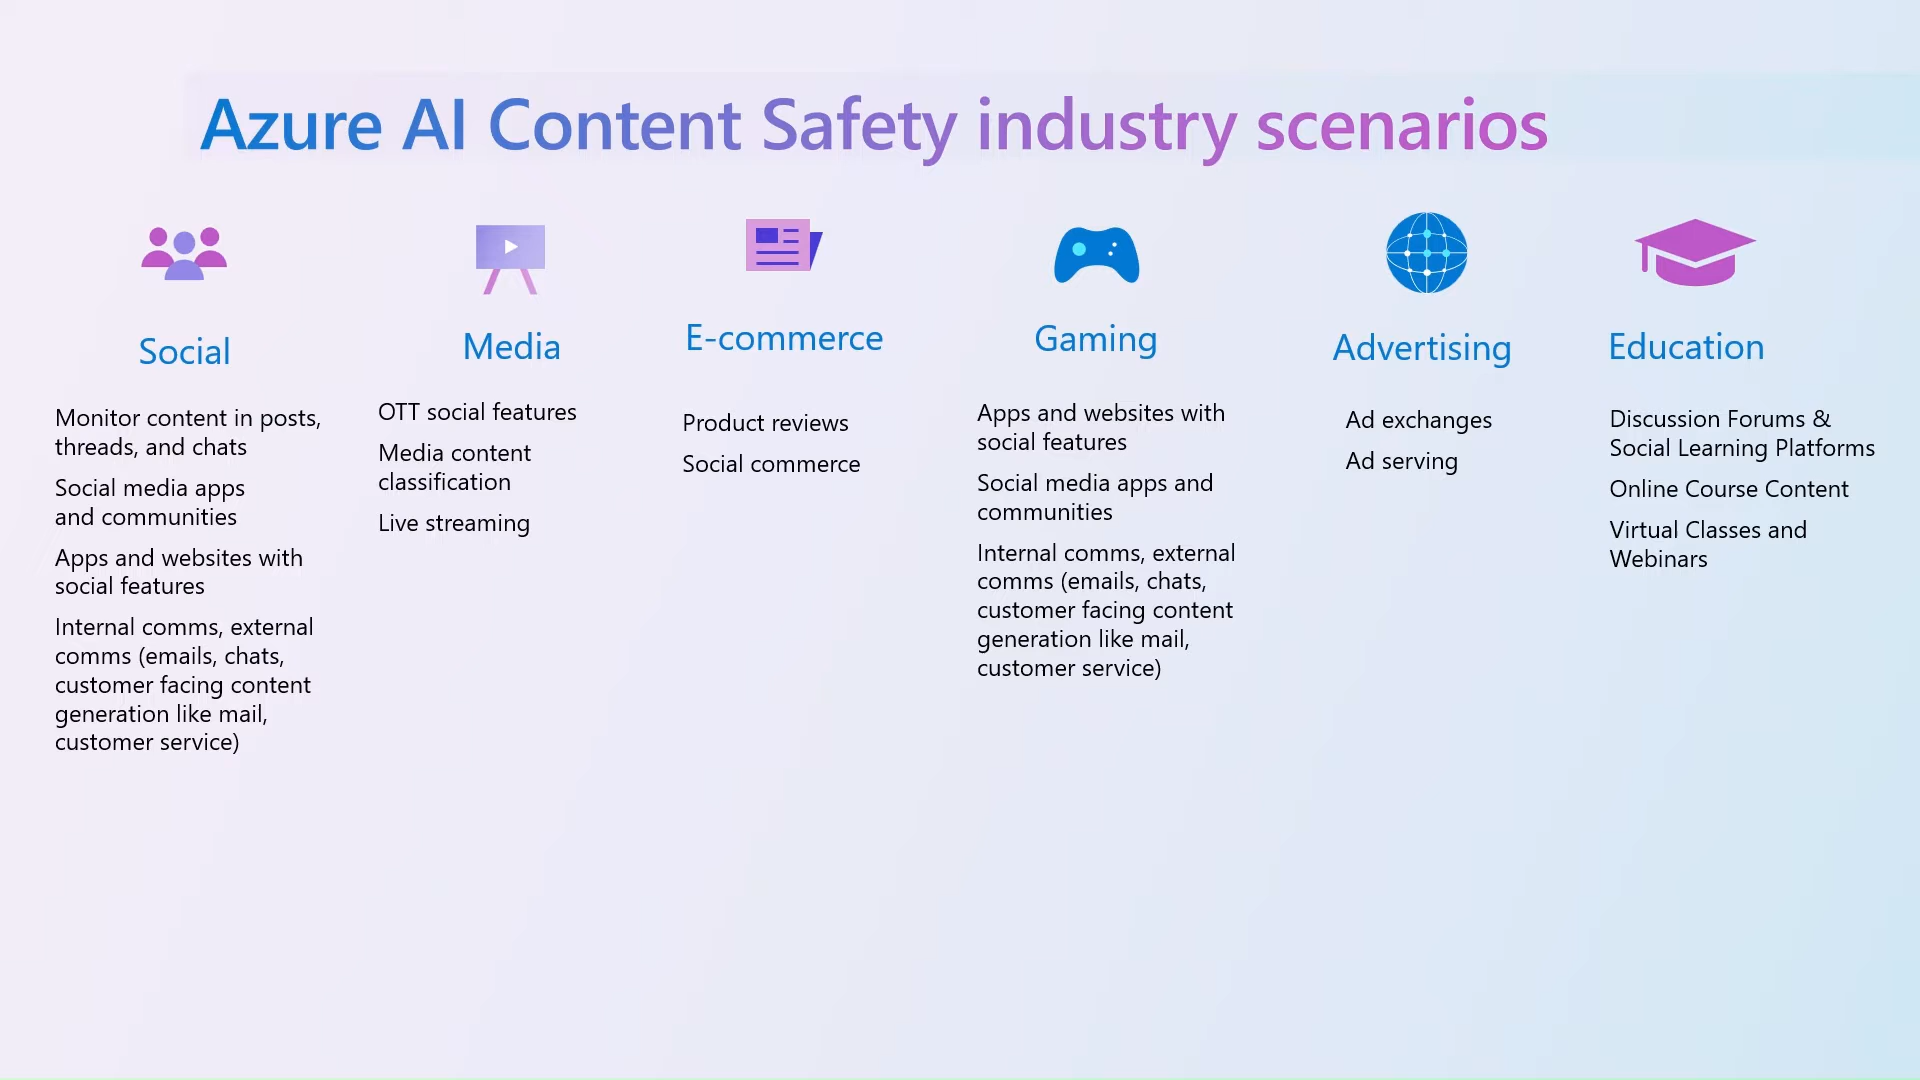 Azure AI Content Safety industry scenarios
Social
Monitor content in posts,
threads, and chats
Social media apps
and communities
Apps and websites with
social features
Internal comms, external
comms (emails, chats,
customer facing content
generation like mail,
customer service)
Media
OTT social features
Media content
classification
Live streaming
E-commerce
Product reviews
Social commerce
Gaming
Apps and websites with
social features
Social media apps and
communities
Internal comms, external
comms (emails, chats,
customer facing content
generation like mail,
customer service)
Advertising
Ad exchanges
Ad serving
Education
Discussion Forums &
Social Learning Platforms
Online Course Content
Virtual Classes and
Webinars